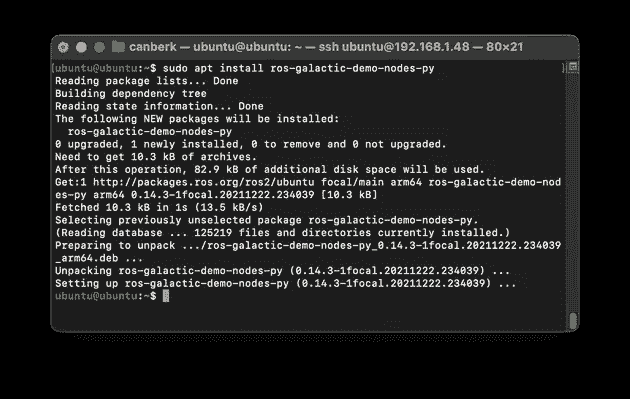 canberk — ubuntu@ubuntu: ~ — ssh ubuntu@192.168.1.48 — 80×21
[ubuntu@ubuntu:~$ sudo apt install ros-galactic-demo-nodes-py ]
Reading package lists... Done
Building dependency tree
Reading state information... Done
The following NEW packages will be installed:
ros-galactic-demo-nodes-py
0 upgraded, 1 newly installed, 0 to remove and 0 not upgraded.
Need to get 10.3 kB of archives.
After this operation, 82.9 kB of additional disk space will be used.
Get:1 http://packages.ros.org/ros2/ubuntu focal/main arm64 ros-galactic-demo-nod
es-py arm64 0.14.3-1focal.20211222.234039 [10.3 kB]
Fetched 10.3 kB in 1s (13.5 kB/s)
Selecting previously unselected package ros-galactic-demo-nodes-py.
(Reading database ... 125219 files and directories currently installed.)
Preparing to unpack .../ros-galactic-demo-nodes-py_0.14.3-1focal.20211222.234039
_arm64.deb ...
Unpacking ros-galactic-demo-nodes-py (0.14.3-1focal.20211222.234039) ...
Setting up ros-galactic-demo-nodes-py (0.14.3-1focal.20211222.234039) ...
ubuntu@ubuntu:~$